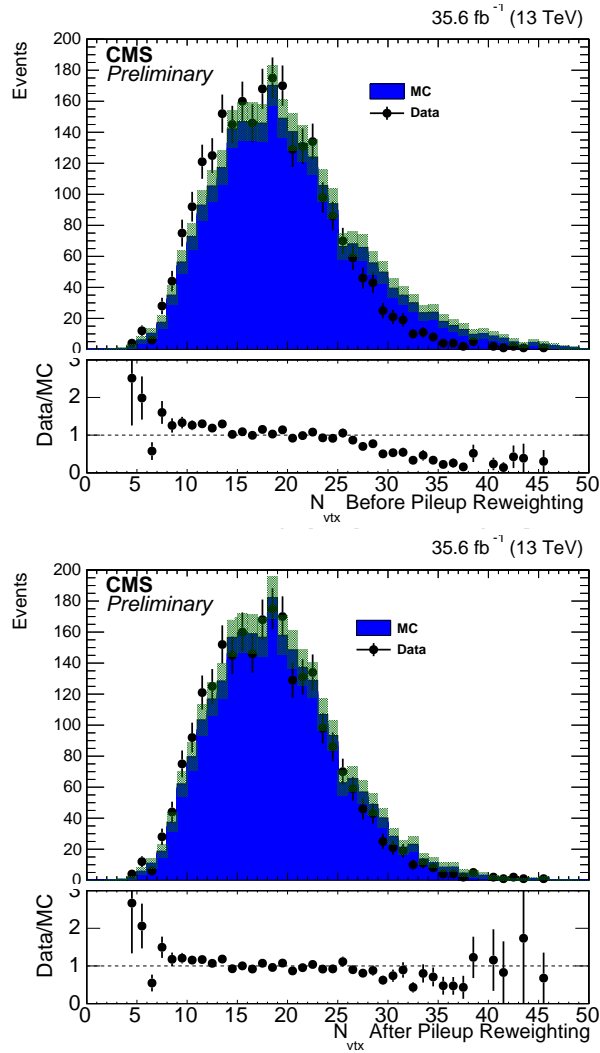 35.6 fb⁻¹ (13 TeV)
Events
200
CMS
180
Preliminary
MC
160
Data
140
120
100
80
60
40
20
0
Data/MC
3
2
1
0
0 5 10 15 20 25 30 35 40 45 50
N_vtx Before Pileup Reweighting
35.6 fb⁻¹ (13 TeV)
Events
200
CMS
180
Preliminary
160
MC
Data
140
120
100
80
60
40
20
0
Data/MC
3
2
1
0
0 5 10 15 20 25 30 35 40 45 50
N_vtx After Pileup Reweighting